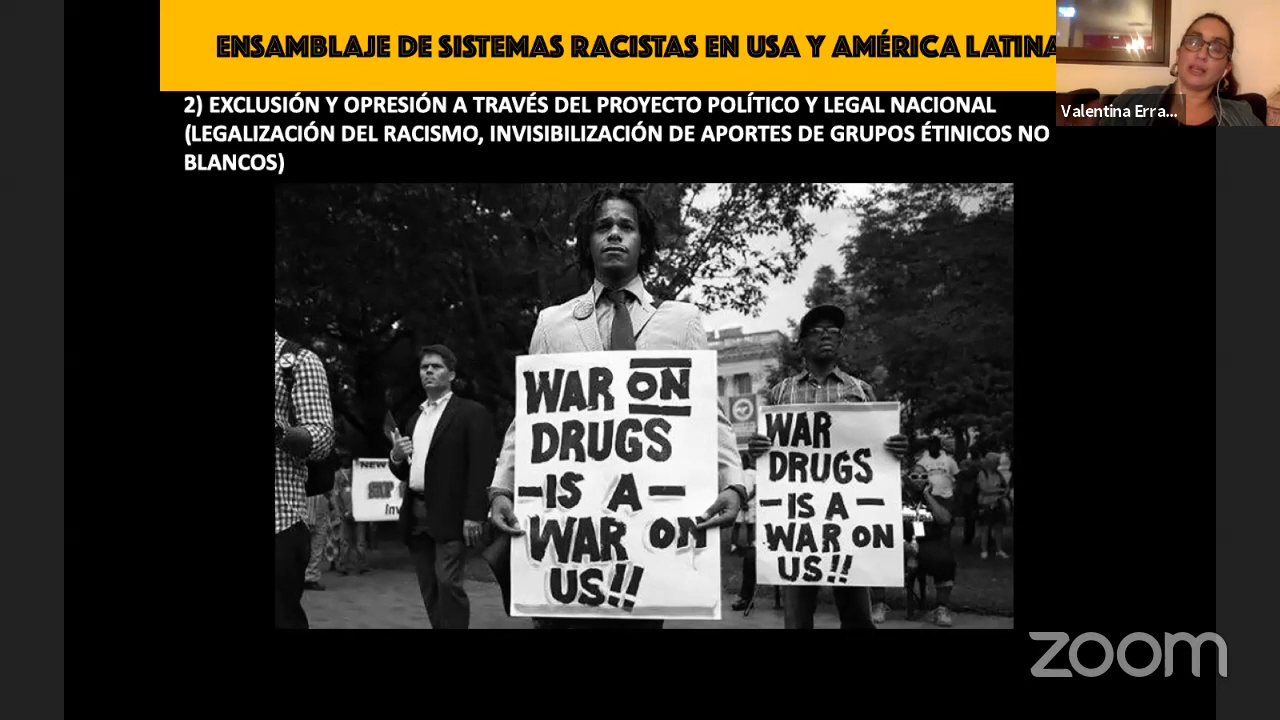 ENSAMBLAJE DE SISTEMAS RACISTAS EN USA Y AMÉRICA LATINA
Valentina Erra...
2) EXCLUSIÓN Y OPRESIÓN A TRAVÉS DEL PROYECTO POLÍTICO Y LEGAL NACIONAL
(LEGALIZACIÓN DEL RACISMO, INVISIBILIZACIÓN DE APORTES DE GRUPOS ÉTINICOS NO
BLANCOS)
WAR ON
DRUGS
-IS A-
WAR ON
US!!
WAR
DRUGS
-IS A-
WAR ON
US!!
NEW
zoom